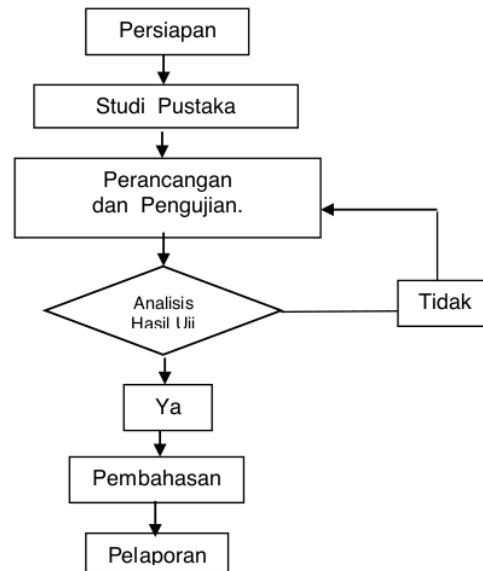 Persiapan
Studi Pustaka
Perancangan
dan Pengujian.
Analisis
Hasil Uji
Tidak
Ya
Pembahasan
Pelaporan